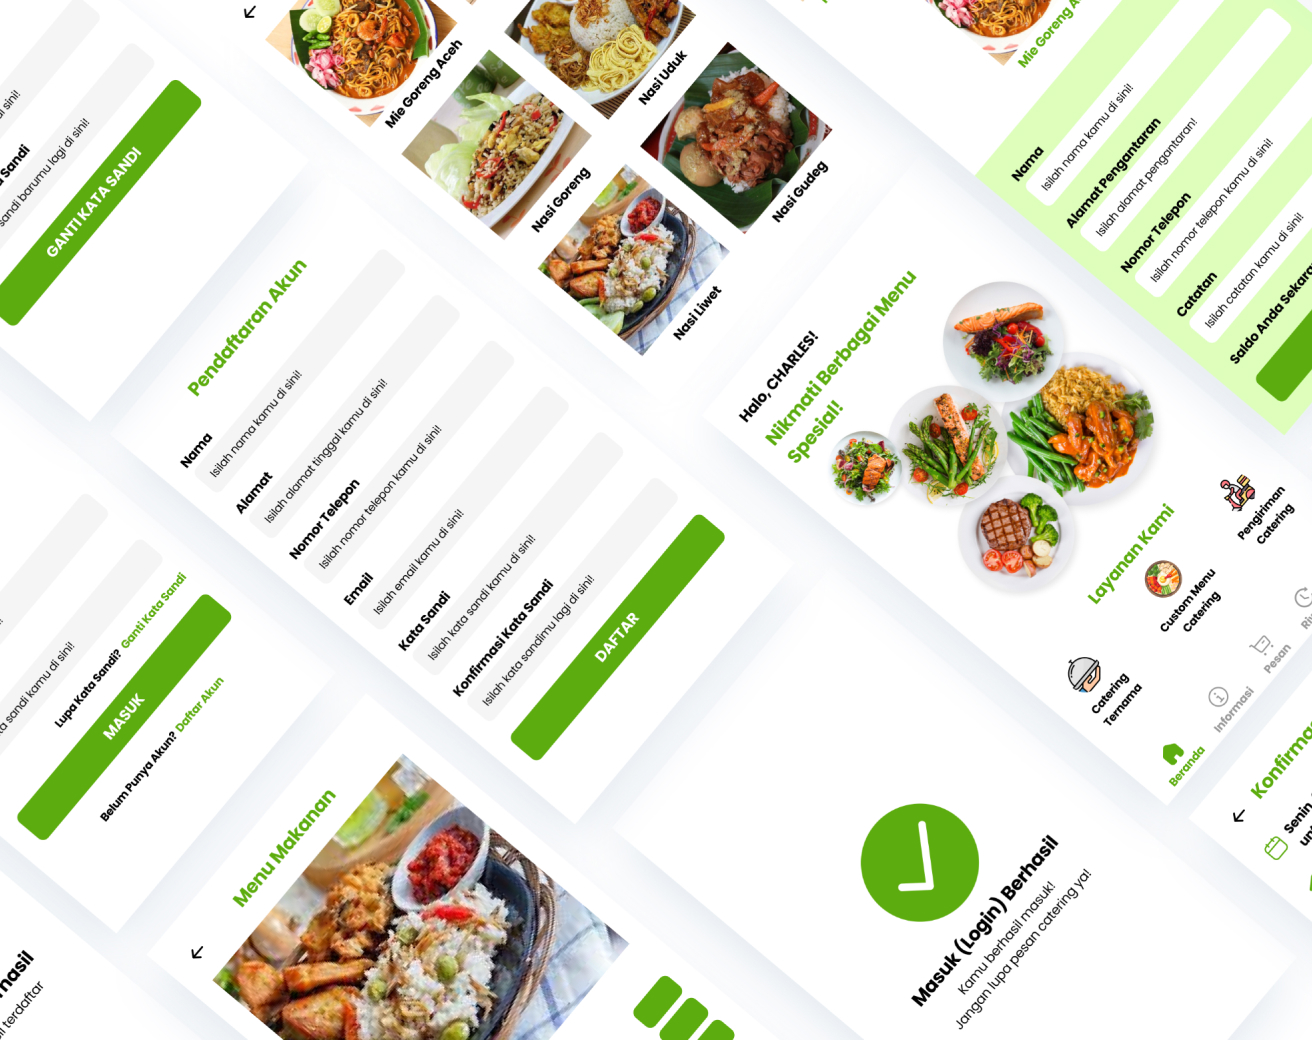 Sandi
sandi barumu lagi di sini!
GANTI KATA SANDI
Mie Goreng Aceh
Nasi Uduk
Nasi Goreng
Nasi Gudeg
Nasi Liwet
Mie Goreng
Nama
Isilah nama kamu di sini!
Alamat Pengantaran
Isilah alamat pengantaran!
Nomor Telepon
Isilah nomor telepon kamu di sini!
Catatan
Isilah catatan kamu di sini!
Saldo Anda
Pendaftaran Akun
Nama
Isilah nama kamu di sini!
Alamat
Isilah alamat tinggal kamu di sini!
Nomor Telepon
Isilah nomor telepon kamu di sini!
Email
Isilah email kamu di sini!
Kata Sandi
Isilah kata sandi kamu di sini!
Konfirmasi Kata Sandi
Isilah kata sandimu lagi di sini!
DAFTAR
Halo, CHARLES!
Nikmati Berbagai Menu
Spesial!
Layanan Kami
Catering
Ternama
Custom Menu
Catering
Pengiriman
Catering
Beranda
Informasi
Pesan
sandi kamu di sini!
Lupa Kata Sandi? Ganti Kata Sandi
MASUK
Belum Punya Akun? Daftar Akun
Menu Makanan
Masuk (Login) Berhasil
Kamu berhasil masuk!
Jangan lupa pesan catering ya!
Senin,
terdaftar